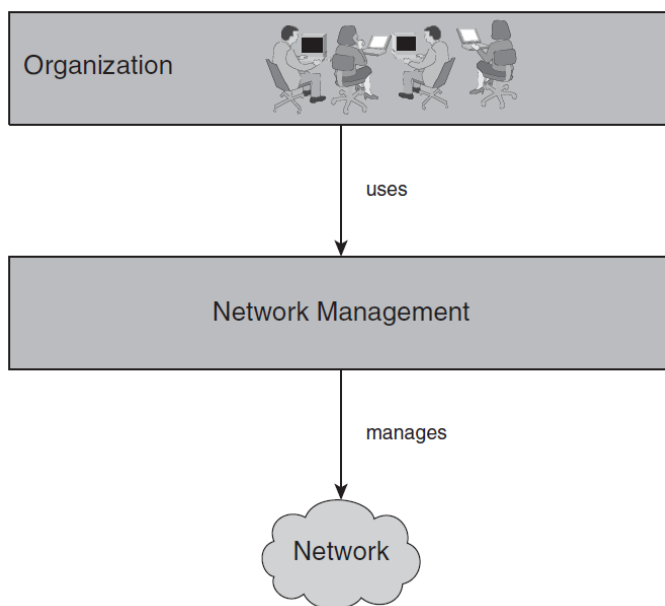 Organization
uses
Network Management
manages
Network